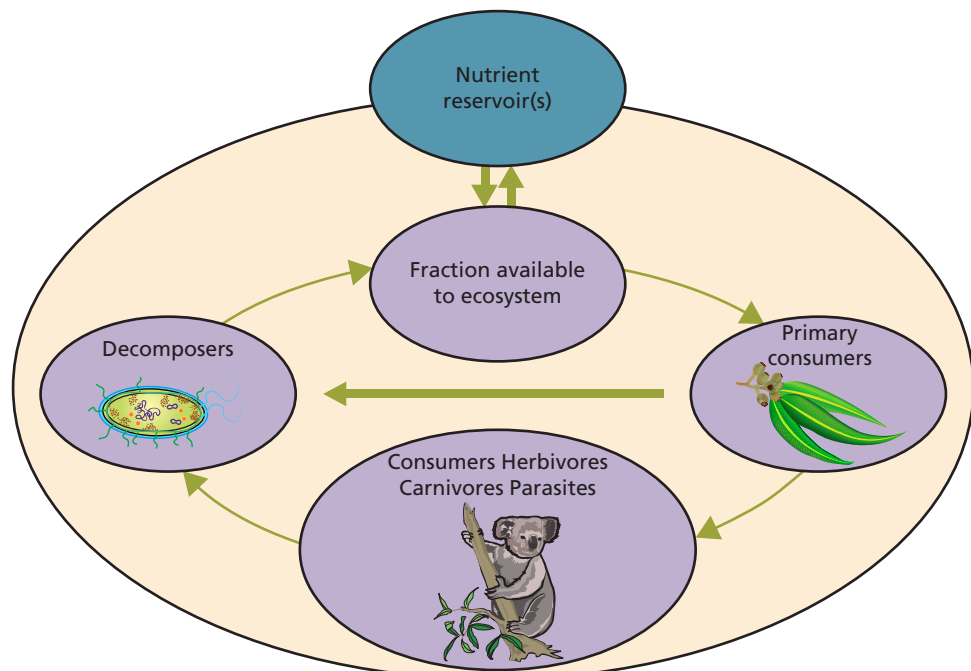 Nutrient
reservoir(s)
Fraction available
to ecosystem
Decomposers
Primary
consumers
Consumers Herbivores
Carnivores Parasites